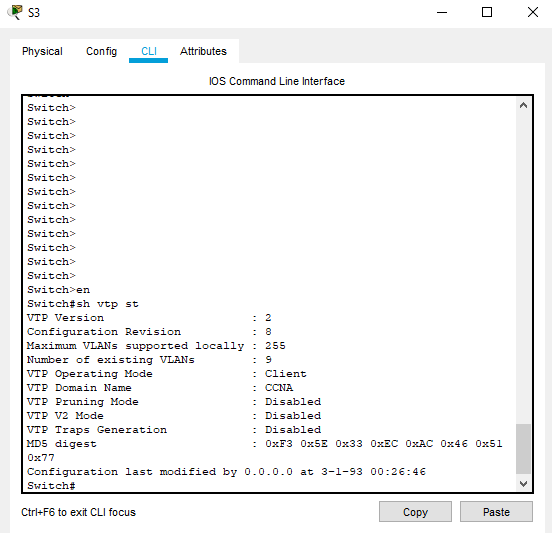 S3
Physical Config CLI Attributes
IOS Command Line Interface
Switch>
Switch>
Switch>
Switch>
Switch>
Switch>
Switch>
Switch>
Switch>
Switch>
Switch>
Switch>
Switch>
Switch>en
Switch#sh vtp st
VTP Version : 2
Configuration Revision : 8
Maximum VLANs supported locally : 255
Number of existing VLANs : 9
VTP Operating Mode : Client
VTP Domain Name : CCNA
VTP Pruning Mode : Disabled
VTP V2 Mode : Disabled
VTP Traps Generation : Disabled
MD5 digest : 0xF3 0x5E 0x33 0xEC 0xAC 0x46 0x51
0x77
Configuration last modified by 0.0.0.0 at 3-1-93 00:26:46
Switch#
Ctrl+F6 to exit CLI focus
Copy Paste